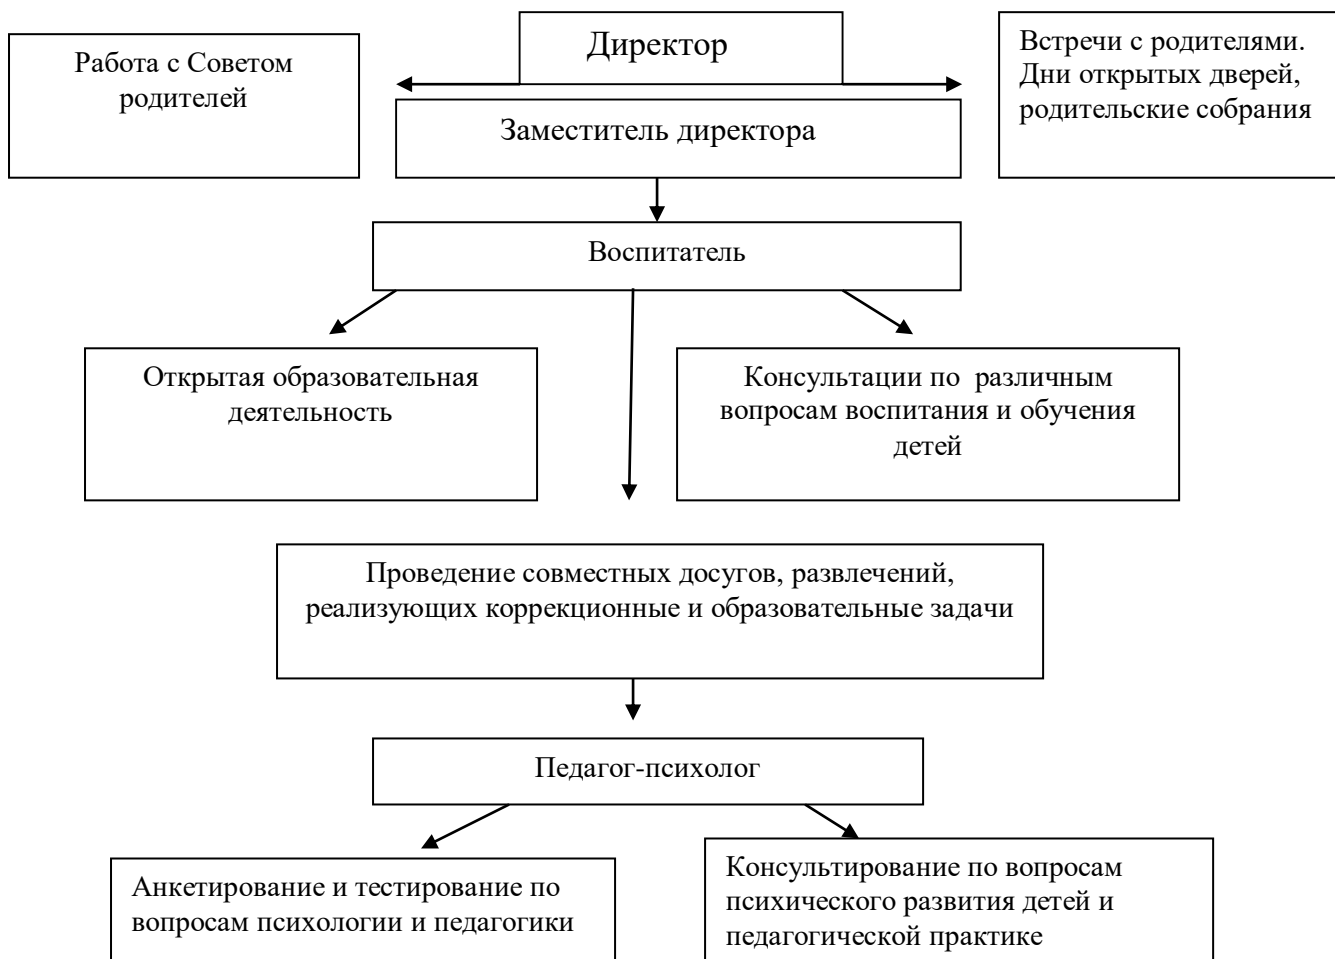 Директор
Работа с Советом
родителей
Встречи с родителями.
Дни открытых дверей,
родительские собрания
Заместитель директора
Воспитатель
Открытая образовательная
деятельность
Консультации по  различным
вопросам воспитания и обучения
детей
Проведение совместных досугов, развлечений,
реализующих коррекционные и образовательные задачи
Педагог-психолог
Анкетирование и тестирование по
вопросам психологии и педагогики
Консультирование по вопросам
психического развития детей и
педагогической практике